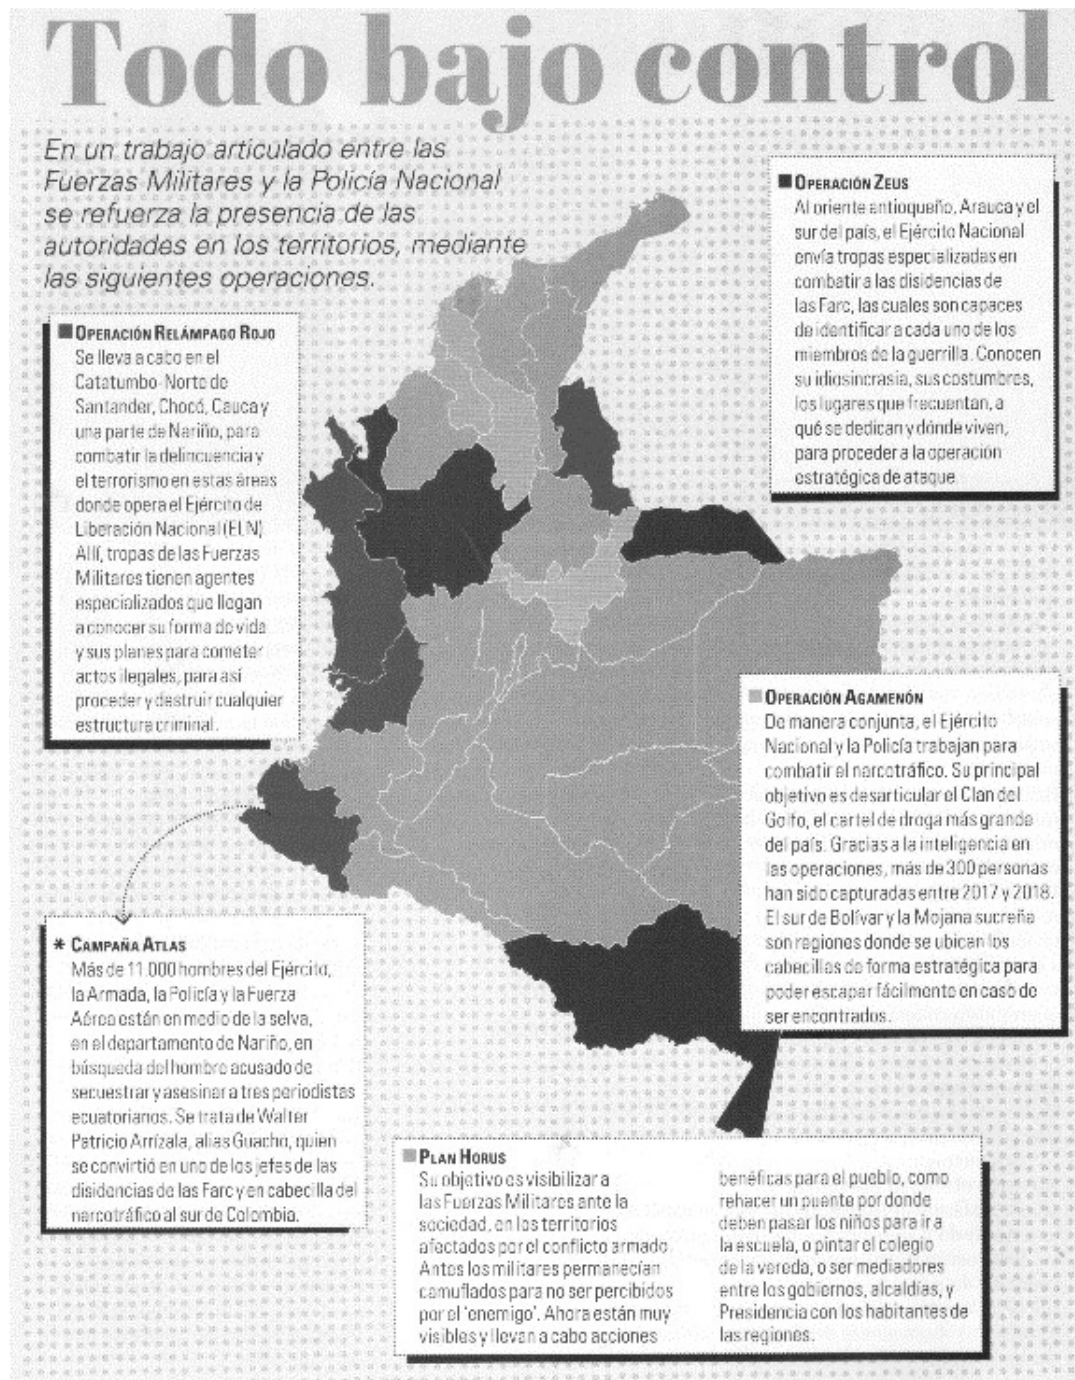 Todo bajo control
En un trabajo articulado entre las
Fuerzas Militares y la Policía Nacional
se refuerza la presencia de las
autoridades en los territorios, mediante
las siguientes operaciones.
OPERACIÓN RELÁMPAGO ROJO
Se lleva a cabo en el
Catatumbo-Norte de
Santander, Chocó, Cauca y
una parte de Nariño, para
combatir la delincuencia y
el terrorismo en estas áreas
donde opera el Ejército de
Liberación Nacional (ELN)
Allí, tropas de las Fuerzas
Militares tienen agentes
especializados que llegan
a conocer su forma de vida
y sus planes para cometer
actos ilegales, para así
proceder y destruir cualquier
estructura criminal.
OPERACIÓN ZEUS
Al oriente antioqueño, Arauca y el
sur del país, el Ejército Nacional
envía tropas especializadas en
combatir a las disidencias de
las Farc, las cuales son capaces
de identificar a cada uno de los
miembros de la guerrilla. Conocen
su idiosincrasia, sus costumbres,
los lugares que frecuentan, a
qué se dedican y dónde viven,
para proceder a la operación
estratégica de ataque
OPERACIÓN AGAMENÓN
De manera conjunta, el Ejército
Nacional y la Policía trabajan para
combatir el narcotráfico. Su principal
objetivo es desarticular el Clan del
Golfo, el cartel de droga más grande
del país. Gracias a la inteligencia en
las operaciones, más de 300 personas
han sido capturadas entre 2017 y 2018.
El sur de Bolívar y la Mojana sucreña
son regiones donde se ubican los
cabecillas de forma estratégica para
poder escapar fácilmente en caso de
ser encontrados.
* CAMPAÑA ATLAS
Más de 11.000 hombres del Ejército,
la Armada, la Policía y la Fuerza
Aérea están en medio de la selva,
en el departamento de Nariño, en
búsqueda del hombre acusado de
secuestrar y asesinar a tres periodistas
ecuatorianos. Se trata de Walter
Patricio Arrízala, alias Guacho, quien
se convirtió en uno de los jefes de las
disidencias de las Farc y en cabecilla del
narcotráfico al sur de Colombia.
PLAN HORUS
Su objetivo es visibilizar a
las Fuerzas Militares ante la
sociedad, en los territorios
afectados por el conflicto armado
Antes los militares permanecían
camuflados para no ser percibidos
por el 'enemigo'. Ahora están muy
visibles y llevan a cabo acciones
benéficas para el pueblo, como
rehacer un puente por donde
deben pasar los niños para ir a
la escuela, o pintar el colegio
de la vereda, o ser mediadores
entre los gobiernos, alcaldías, y
Presidencia con los habitantes de
las regiones.